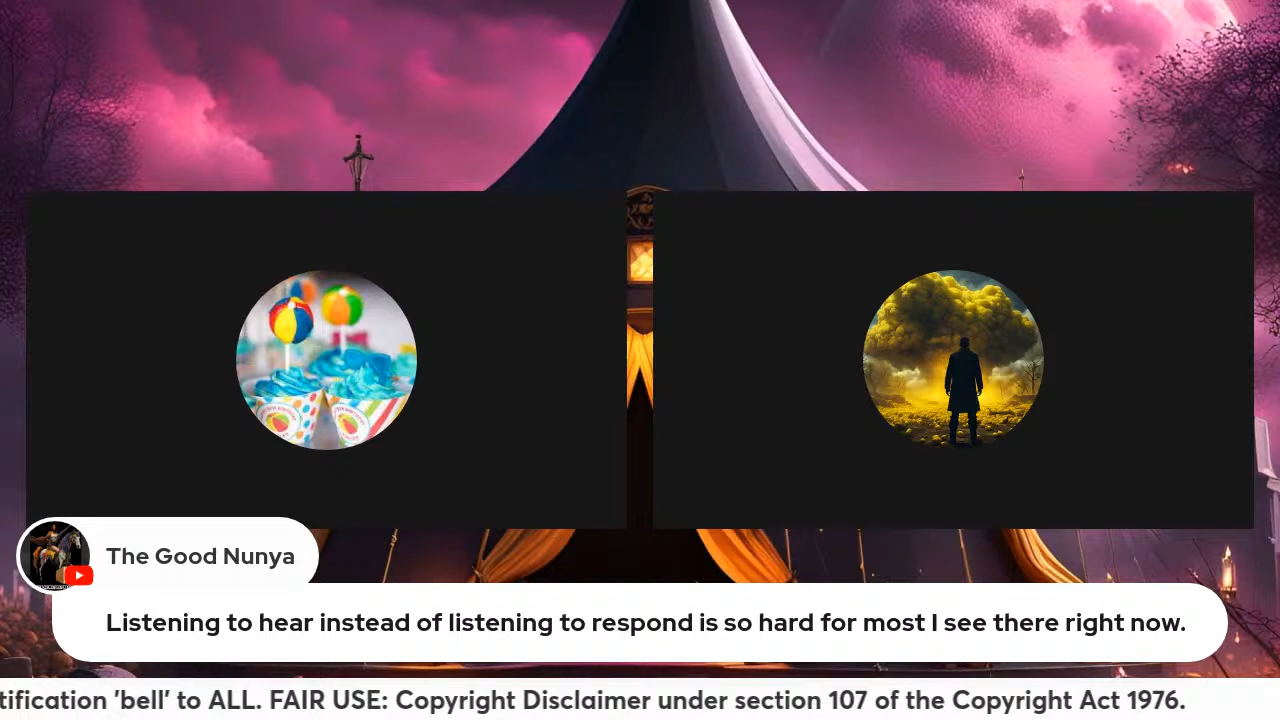 The Good Nunya
Listening to hear instead of listening to respond is so hard for most I see there right now.
tification 'bell' to ALL. FAIR USE: Copyright Disclaimer under section 107 of the Copyright Act 1976.